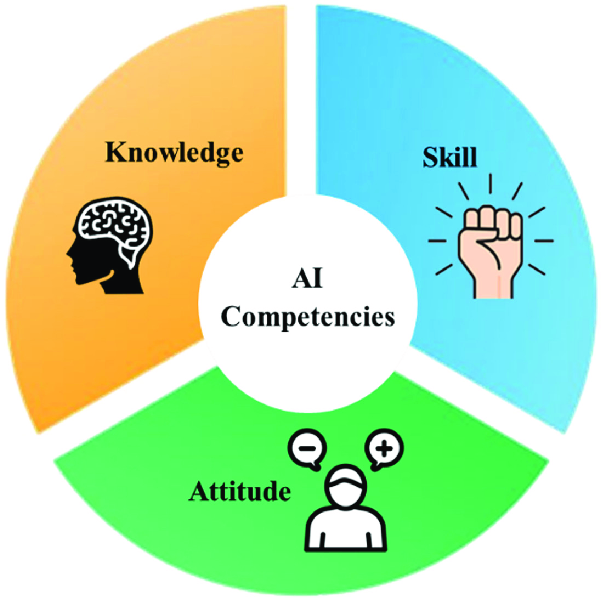 Knowledge
Skill
AI
Competencies
Attitude